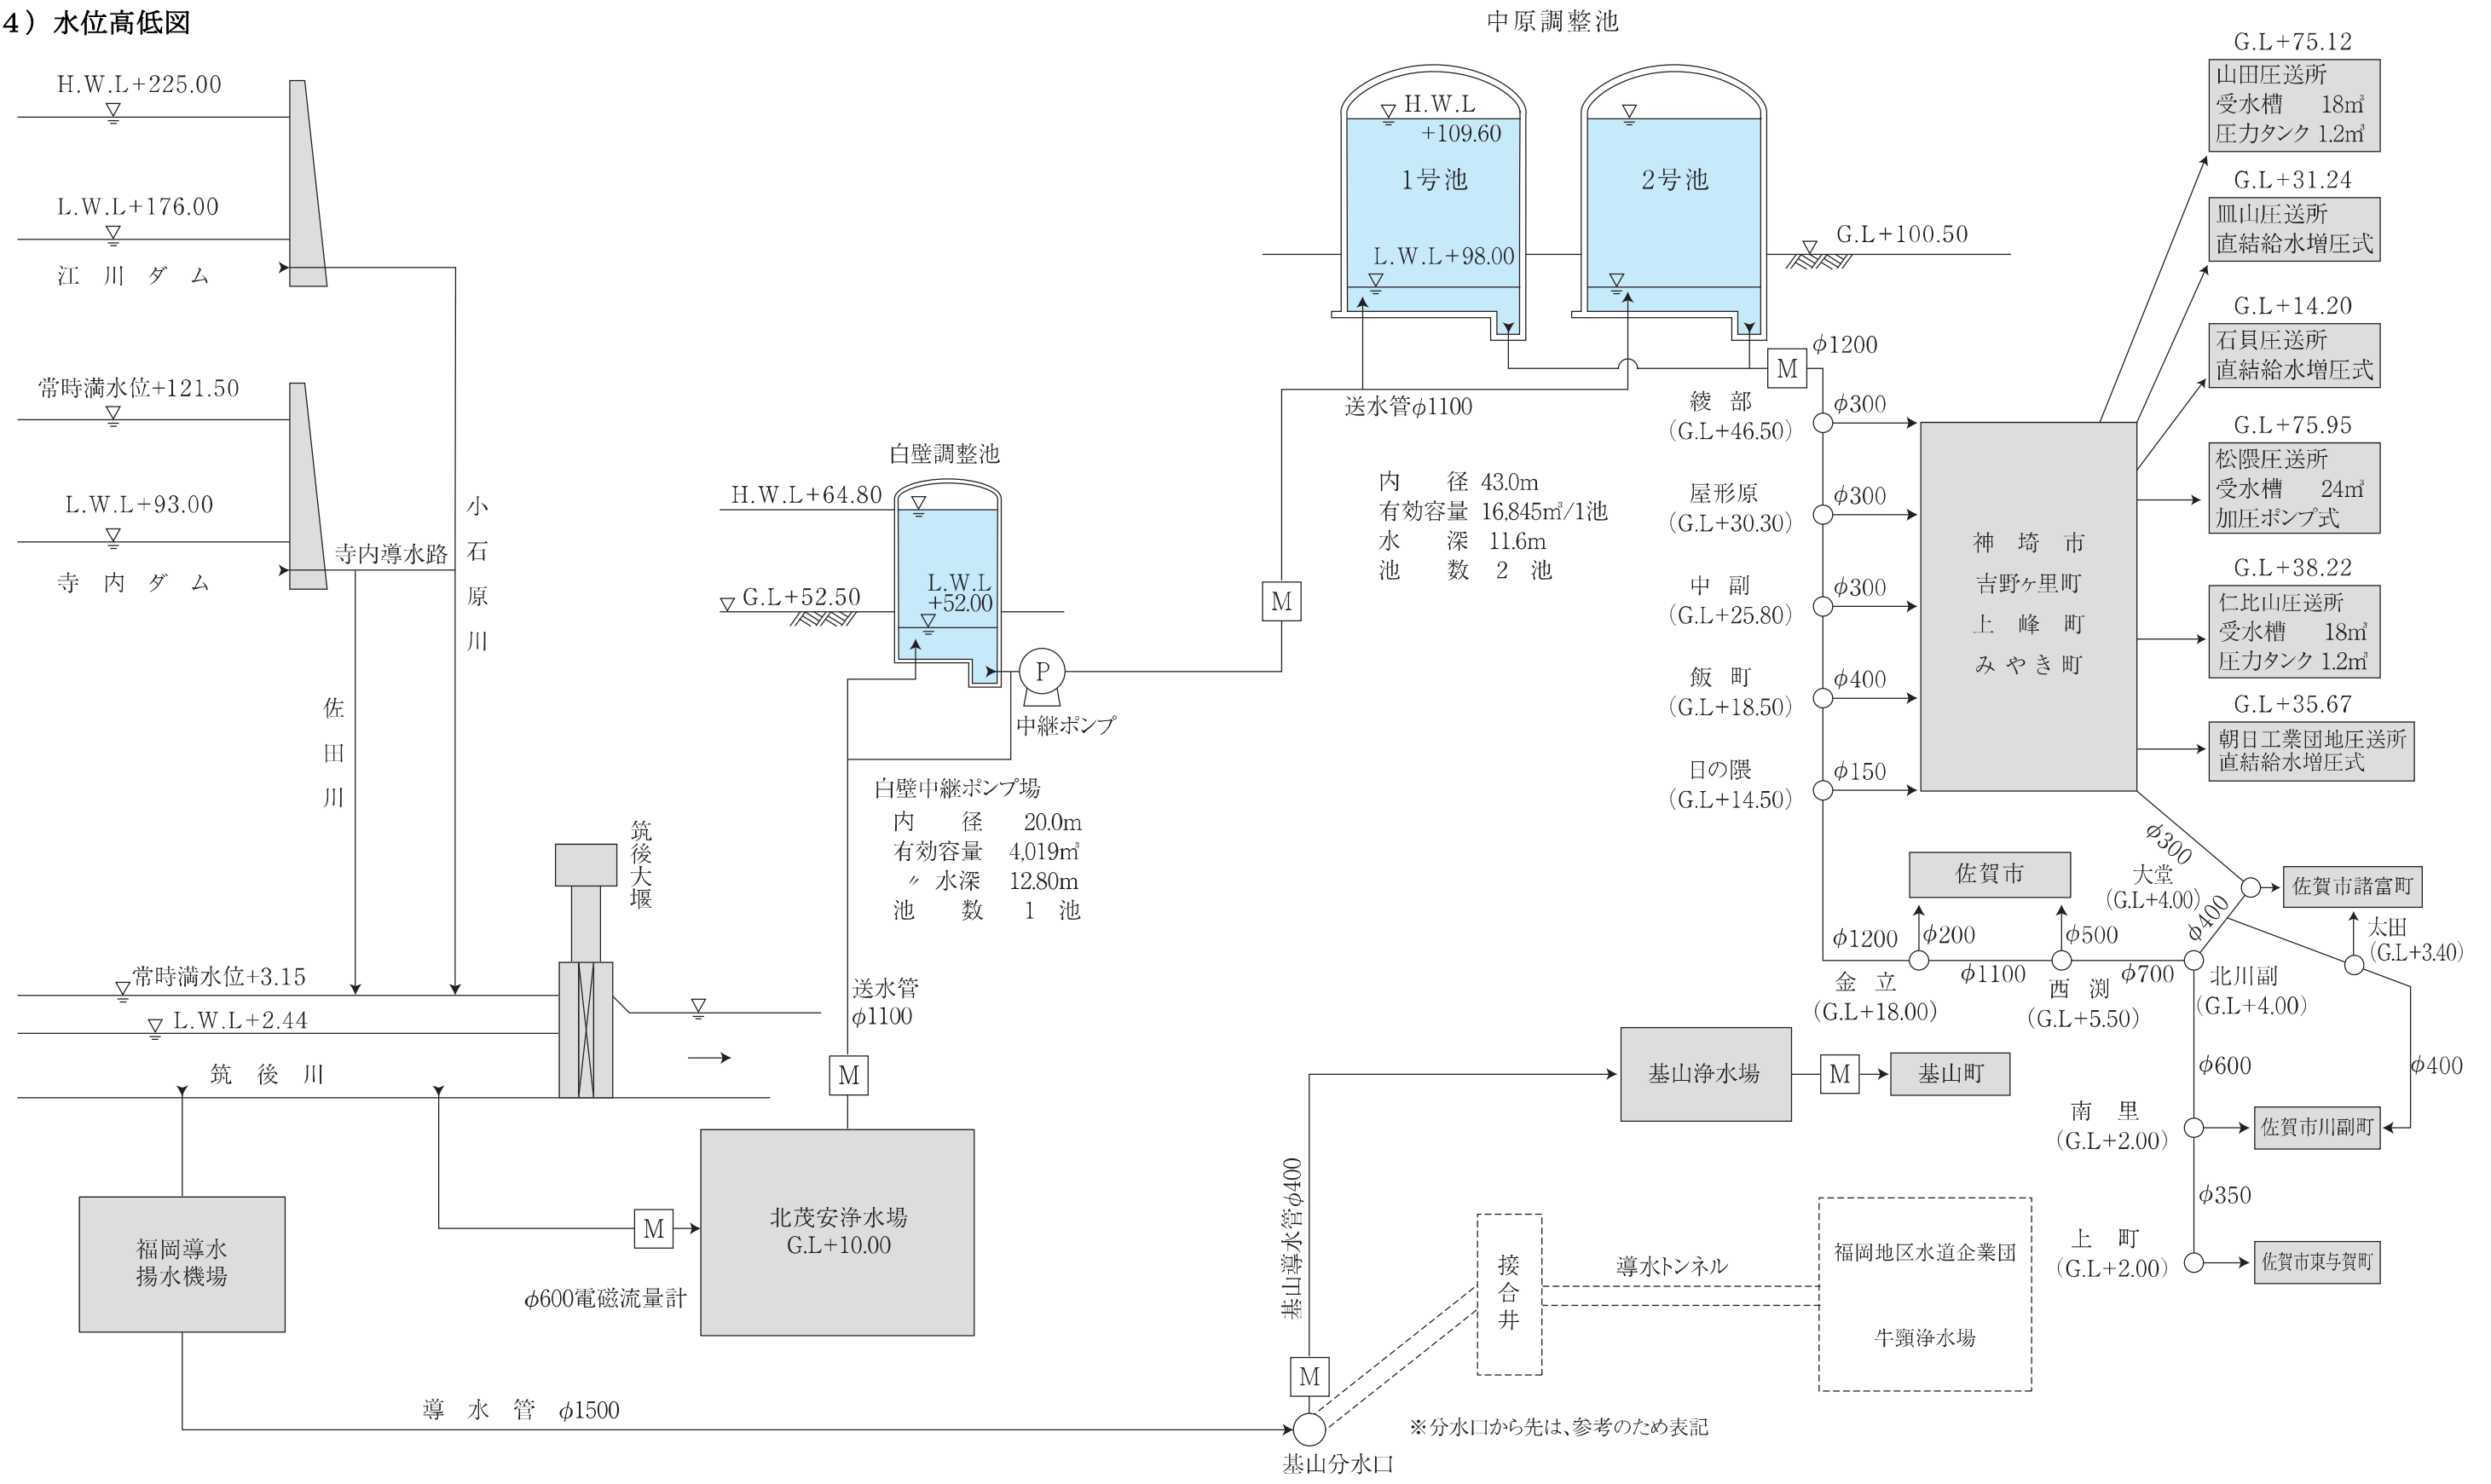 4）水位高低図
H.W.L+225.00
L.W.L+176.00
江川ダム
常時満水位+121.50
L.W.L+93.00
寺内ダム
寺内導水路
小石原川
佐田川
筑後大堰
常時満水位+3.15
L.W.L+2.44
筑後川
福岡導水
揚水機場
導水管 φ1500
M
φ600電磁流量計
北茂安浄水場
G.L+10.00
M
送水管
φ1100
白壁調整池
H.W.L+64.80
G.L+52.50
L.W.L
+52.00
P
中継ポンプ
白壁中継ポンプ場
内径 20.0m
有効容量 4,019㎥
〃 水深 12.80m
池数 1 池
M
中原調整池
H.W.L
+109.60
1号池
L.W.L+98.00
2号池
G.L+100.50
送水管φ1100
内径 43.0m
有効容量 16,845㎥/1池
水深 11.6m
池数 2 池
M
φ1200
綾部
(G.L+46.50)
φ300
屋形原
(G.L+30.30)
φ300
中副
(G.L+25.80)
φ300
飯町
(G.L+18.50)
φ400
日の隈
(G.L+14.50)
φ150
神埼市
吉野ヶ里町
上峰町
みやき町
G.L+75.12
山田圧送所
受水槽 18㎥
圧力タンク 1.2㎥
G.L+31.24
皿山圧送所
直結給水増圧式
G.L+14.20
石貝圧送所
直結給水増圧式
G.L+75.95
松隈圧送所
受水槽 24㎥
加圧ポンプ式
G.L+38.22
仁比山圧送所
受水槽 18㎥
圧力タンク 1.2㎥
G.L+35.67
朝日工業団地圧送所
直結給水増圧式
φ300
大堂
(G.L+4.00)
佐賀市諸富町
φ400
太田
(G.L+3.40)
佐賀市
φ1200
φ200
φ500
φ1100
φ700
金立
(G.L+18.00)
西渕
(G.L+5.50)
北川副
(G.L+4.00)
φ600
φ400
南里
(G.L+2.00)
佐賀市川副町
φ350
上町
(G.L+2.00)
佐賀市東与賀町
基山浄水場
M
基山町
基山導水管φ400
M
基山分水口
接合井
導水トンネル
福岡地区水道企業団
牛頸浄水場
※分水口から先は、参考のため表記